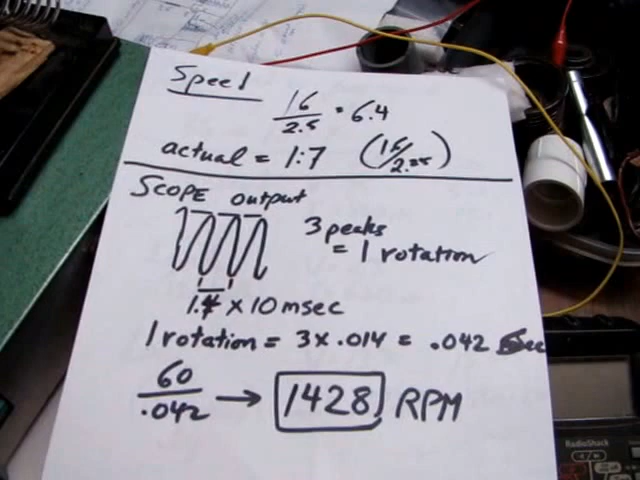 Speed
16/2.5 = 6.4
actual = 1:7 (16/2.25)
SCOPE output
3 peaks
= 1 rotation
1.4 x 10 msec
1 rotation = 3 x .014 = .042 Sec
60/.042 → 1428 RPM
RadioShack